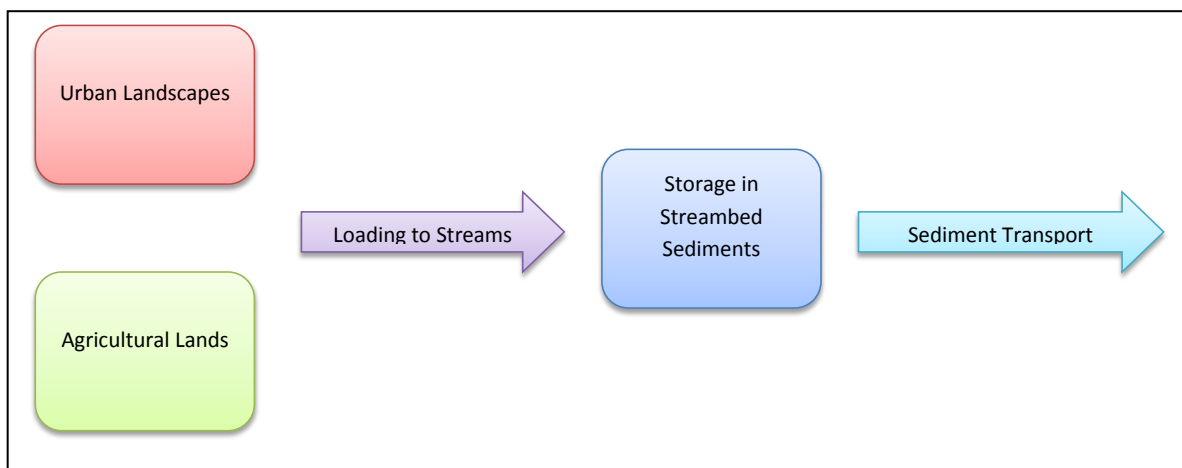 Urban Landscapes
Agricultural Lands
Loading to Streams
Storage in
Streambed
Sediments
Sediment Transport